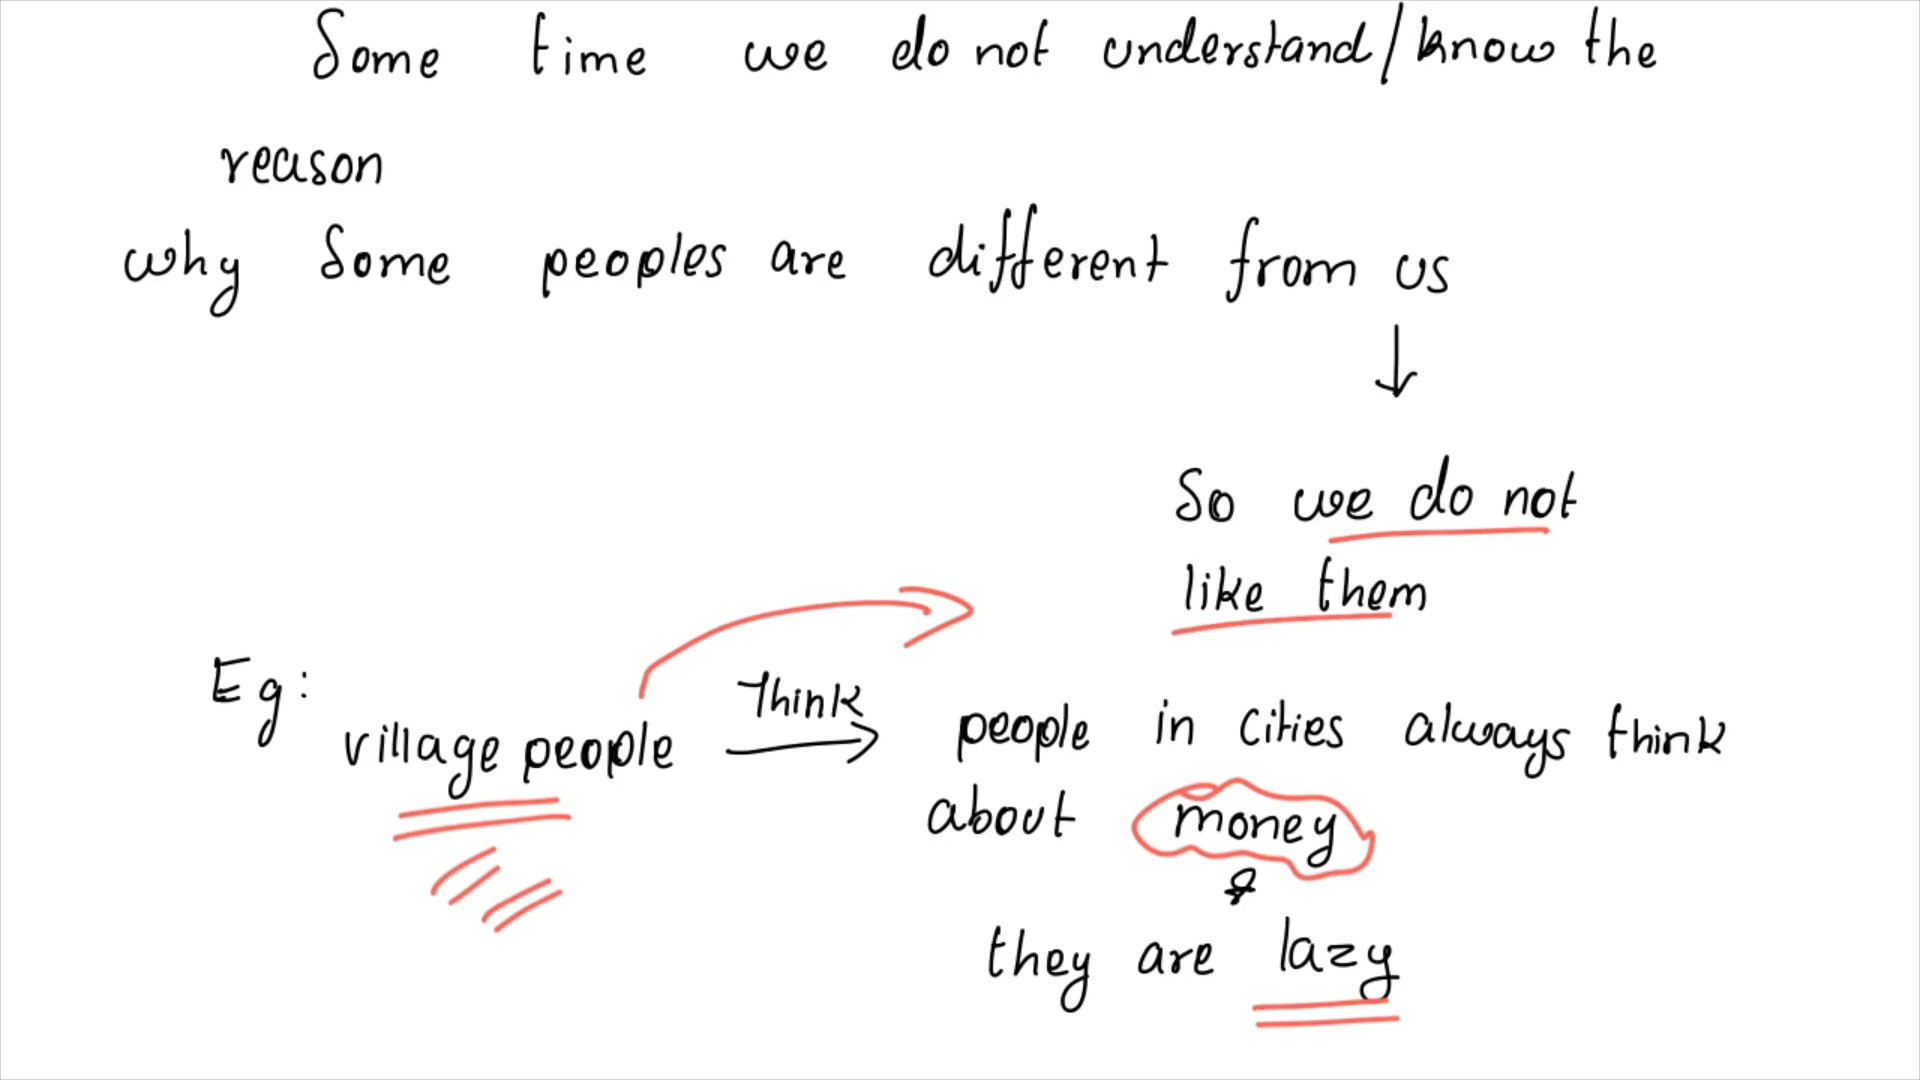 Some time we do not understand/know the
reason
why Some peoples are different from us
So we do not
like them
Eg:
village people Think people in cities always think
about money
&
they are lazy